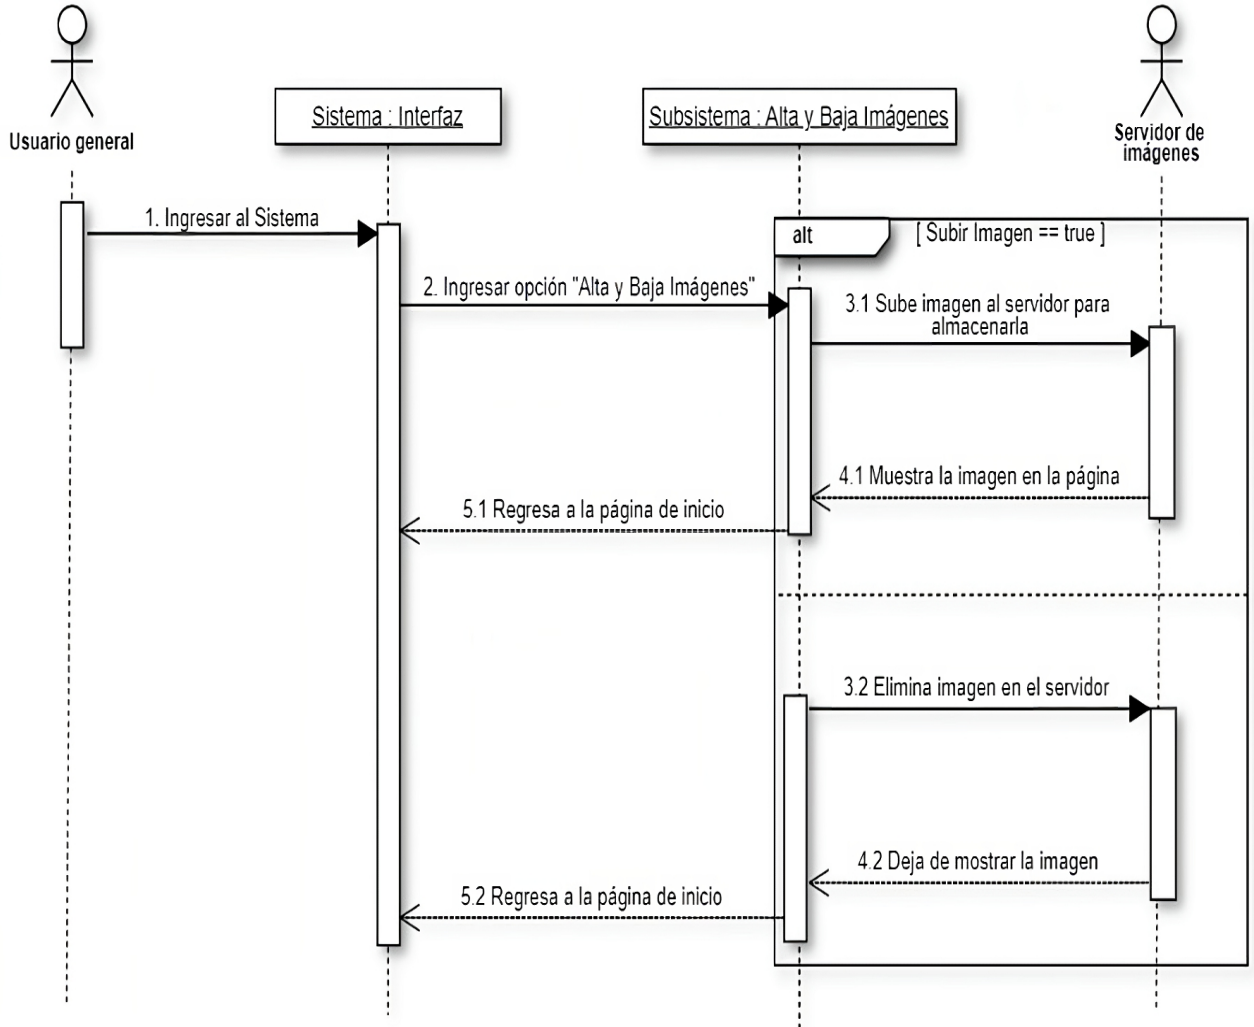 Usuario general
Sistema : Interfaz
Subsistema : Alta y Baja Imágenes
Servidor de
imágenes
1. Ingresar al Sistema
alt
[ Subir Imagen == true ]
2. Ingresar opción "Alta y Baja Imágenes"
3.1 Sube imagen al servidor para
almacenarla
4.1 Muestra la imagen en la página
5.1 Regresa a la página de inicio
3.2 Elimina imagen en el servidor
4.2 Deja de mostrar la imagen
5.2 Regresa a la página de inicio